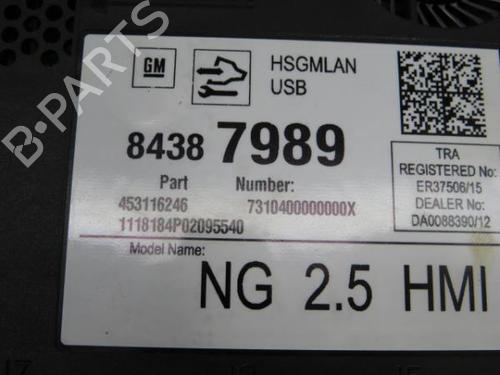 GM
HSGMLAN
USB
8438 7989
Part Number:
453116246 7310400000000X
1118184P02095540
TRA
REGISTERED No:
ER37506/15
DEALER No:
DA0088390/12
Model Name:
NG 2.5 HMI
B-PARTS